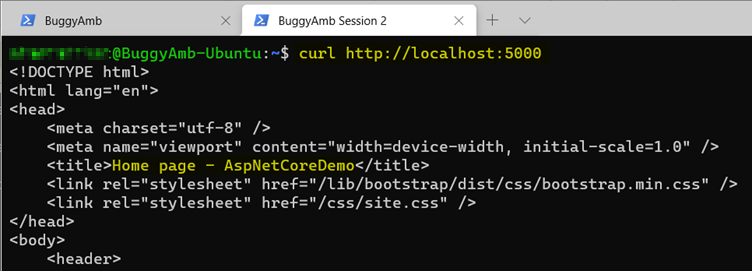 BuggyAmb
BuggyAmb Session 2
@BuggyAmb-Ubuntu:~$ curl http://localhost:5000
<!DOCTYPE html>
<html lang="en">
<head>
    <meta charset="utf-8" />
    <meta name="viewport" content="width=device-width, initial-scale=1.0" />
    <title>Home page - AspNetCoreDemo</title>
    <link rel="stylesheet" href="/lib/bootstrap/dist/css/bootstrap.min.css" />
    <link rel="stylesheet" href="/css/site.css" />
</head>
<body>
    <header>